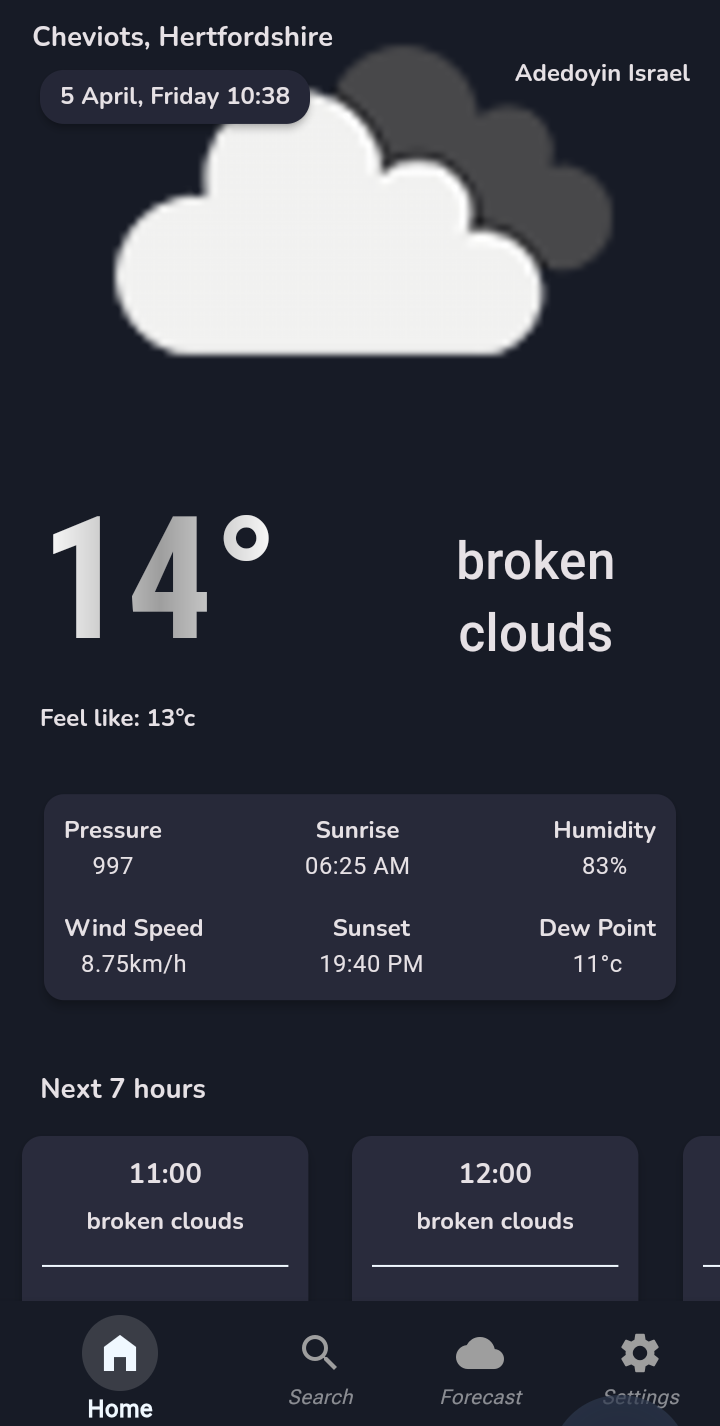 Cheviots, Hertfordshire
Adedoyin Israel
5 April, Friday 10:38
14°
broken
clouds
Feel like: 13°c
Pressure Sunrise Humidity
997 06:25 AM 83%
Wind Speed Sunset Dew Point
8.75km/h 19:40 PM 11°c
Next 7 hours
11:00 12:00
broken clouds broken clouds
Home Search Forecast Settings